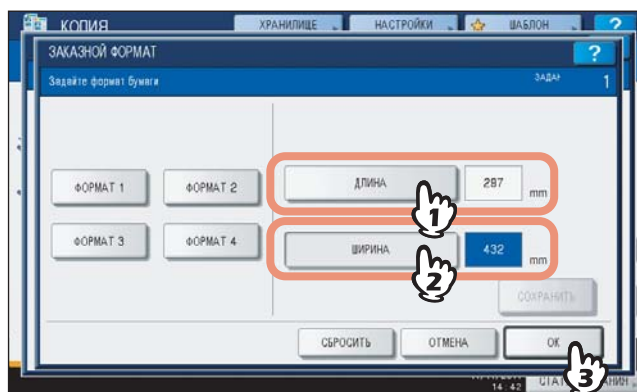 КОПИЯ ХРАНИЛИЩЕ НАСТРОЙКИ ШАБЛОН ?
ЗАКАЗНОЙ ФОРМАТ ?
Задайте формат бумаги 1
ФОРМАТ 1 ФОРМАТ 2 ДЛИНА 287 mm
1
ФОРМАТ 3 ФОРМАТ 4 ШИРИНА 432 mm
2
СОХРАНИТЬ
СБРОСИТЬ ОТМЕНА OK
3
14:42